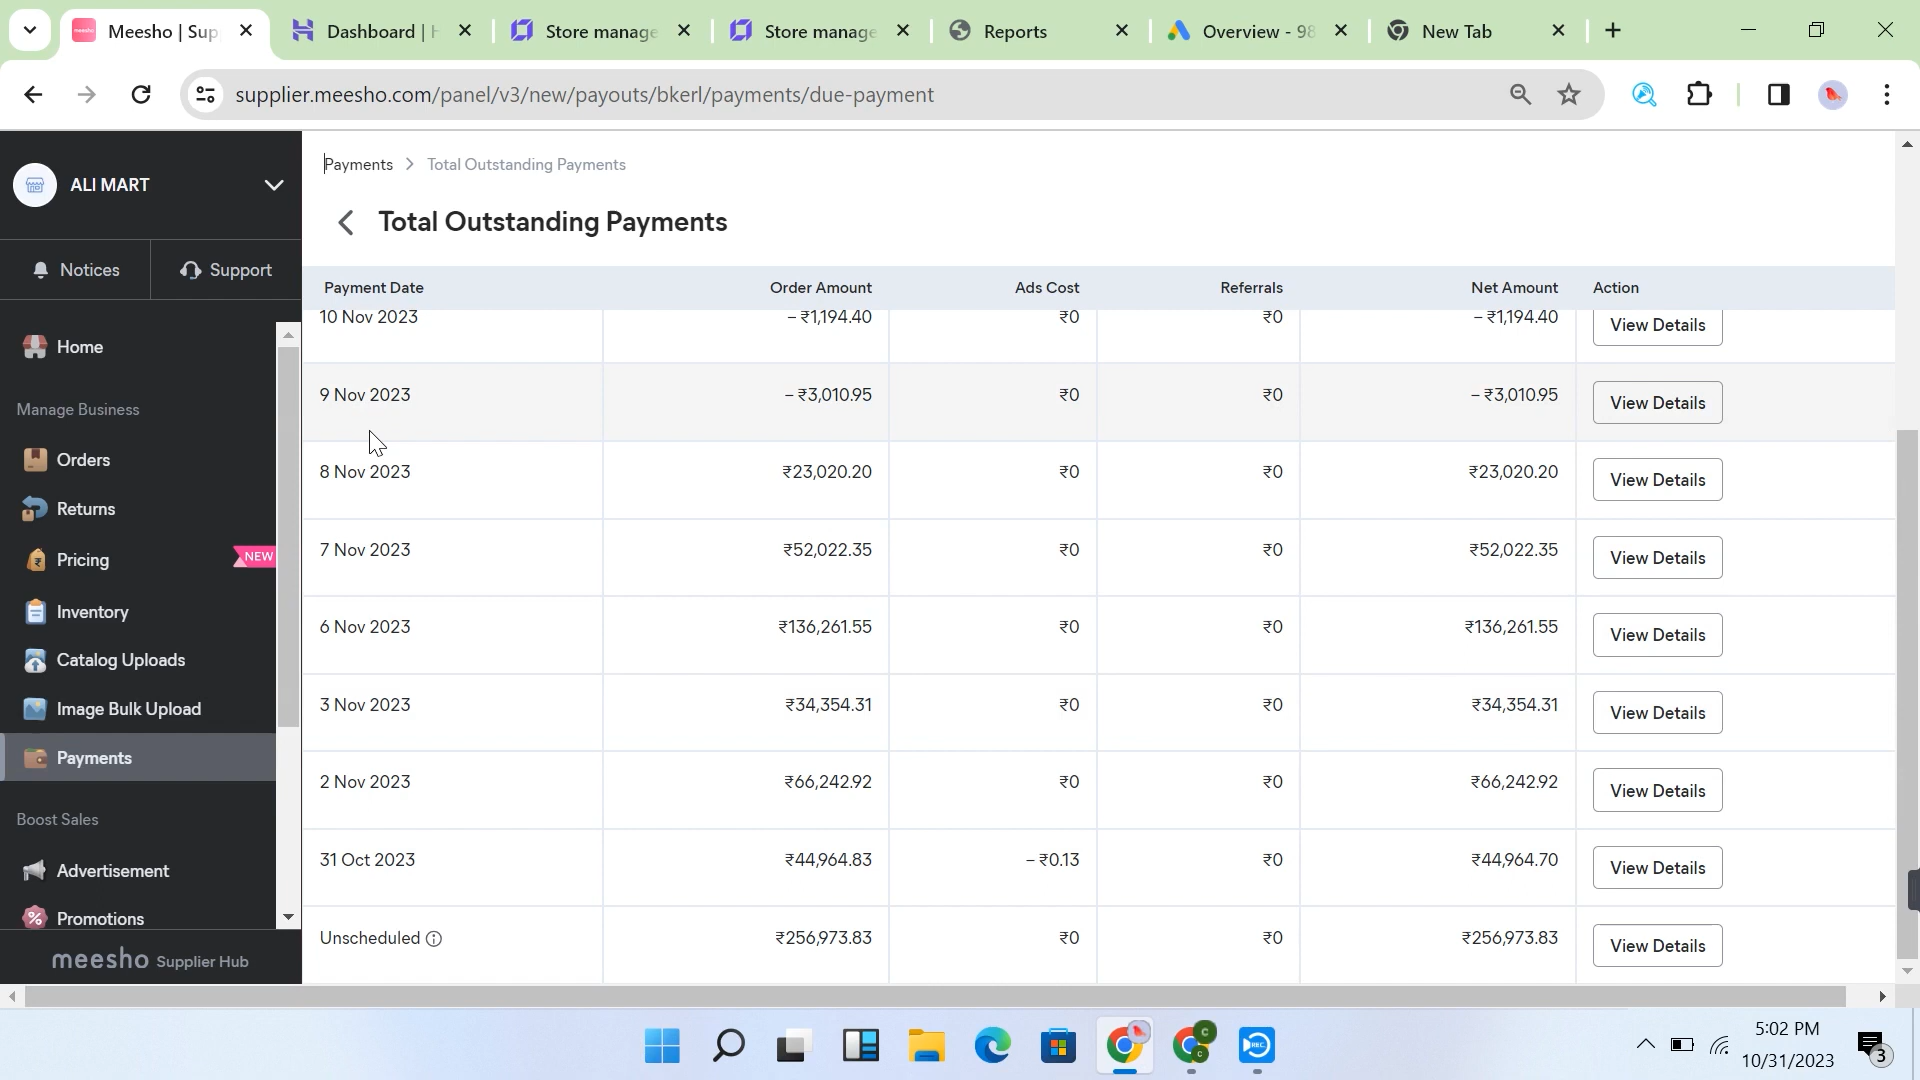 Meesho | Sup
Dashboard | H
Store manage
Store manage
Reports
Overview - 98
New Tab
supplier.meesho.com/panel/v3/new/payouts/bkerl/payments/due-payment
ALI MART
Notices
Support
Home
Manage Business
Orders
Returns
Pricing NEW
Inventory
Catalog Uploads
Image Bulk Upload
Payments
Boost Sales
Advertisement
Promotions
meesho Supplier Hub
Payments > Total Outstanding Payments
Total Outstanding Payments
Payment Date Order Amount Ads Cost Referrals Net Amount Action
10 Nov 2023 – ₹1,194.40 ₹0 ₹0 – ₹1,194.40 View Details
9 Nov 2023 – ₹3,010.95 ₹0 ₹0 – ₹3,010.95 View Details
8 Nov 2023 ₹23,020.20 ₹0 ₹0 ₹23,020.20 View Details
7 Nov 2023 ₹52,022.35 ₹0 ₹0 ₹52,022.35 View Details
6 Nov 2023 ₹136,261.55 ₹0 ₹0 ₹136,261.55 View Details
3 Nov 2023 ₹34,354.31 ₹0 ₹0 ₹34,354.31 View Details
2 Nov 2023 ₹66,242.92 ₹0 ₹0 ₹66,242.92 View Details
31 Oct 2023 ₹44,964.83 – ₹0.13 ₹0 ₹44,964.70 View Details
Unscheduled ₹256,973.83 ₹0 ₹0 ₹256,973.83 View Details
REC
5:02 PM
10/31/2023
3